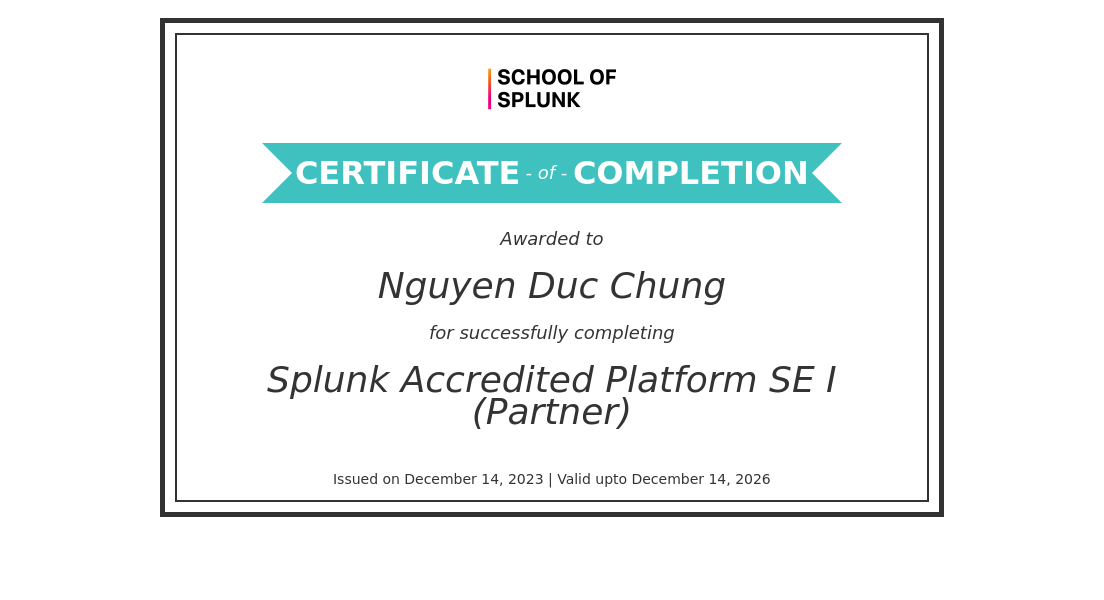 SCHOOL OF
SPLUNK
CERTIFICATE - of - COMPLETION
Awarded to
Nguyen Duc Chung
for successfully completing
Splunk Accredited Platform SE I
(Partner)
Issued on December 14, 2023 | Valid upto December 14, 2026